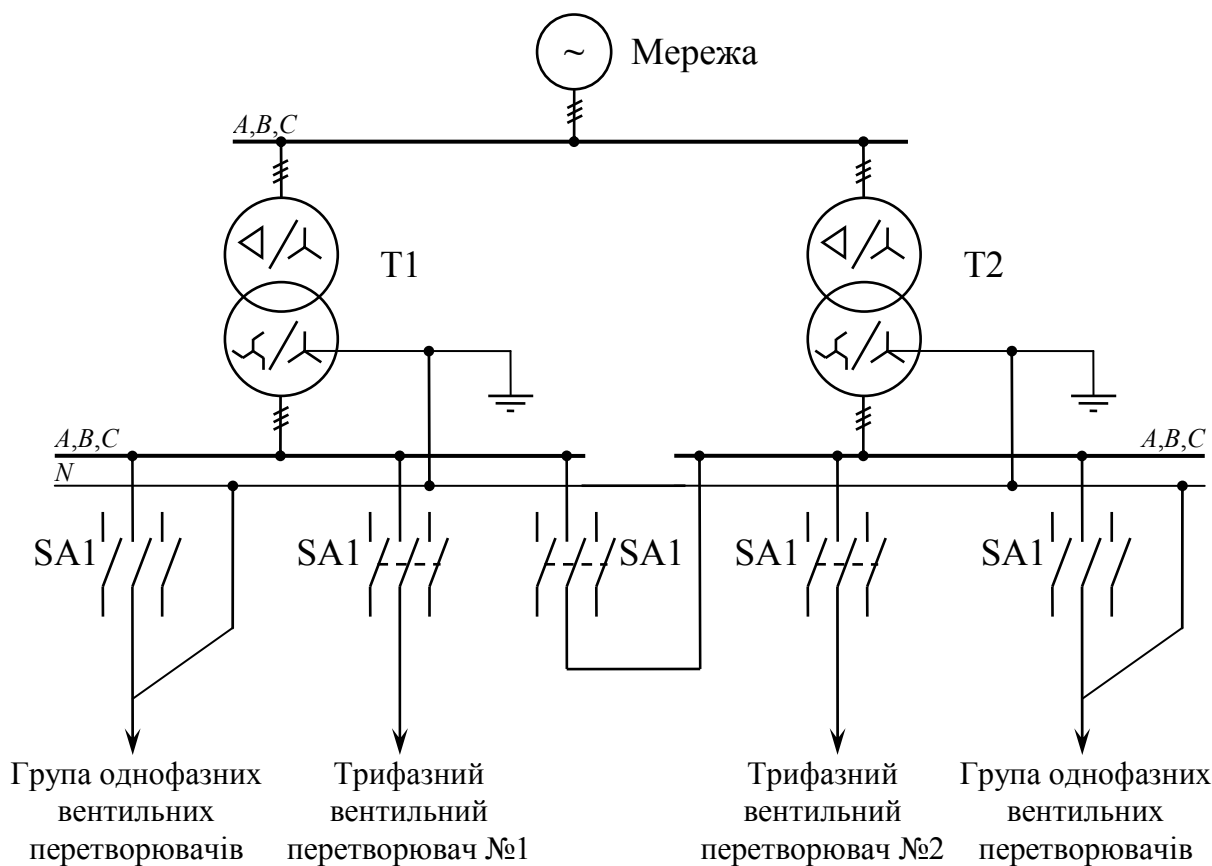 ~ Мережа
A,B,C
T1
T2
A,B,C
A,B,C
N
SA1
SA1
SA1
SA1
SA1
Група однофазних
вентильних
перетворювачів
Трифазний
вентильний
перетворювач №1
Трифазний
вентильний
перетворювач №2
Група однофазних
вентильних
перетворювачів